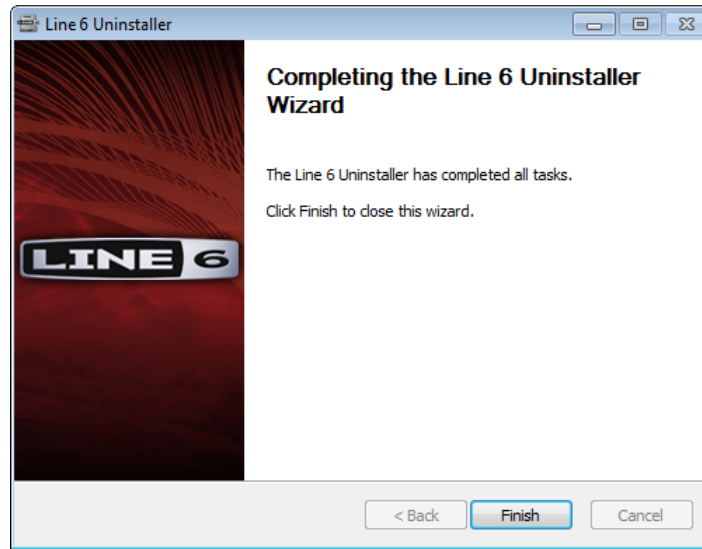 Line 6 Uninstaller
Completing the Line 6 Uninstaller
Wizard
The Line 6 Uninstaller has completed all tasks.
Click Finish to close this wizard.
LINE 6
< Back
Finish
Cancel